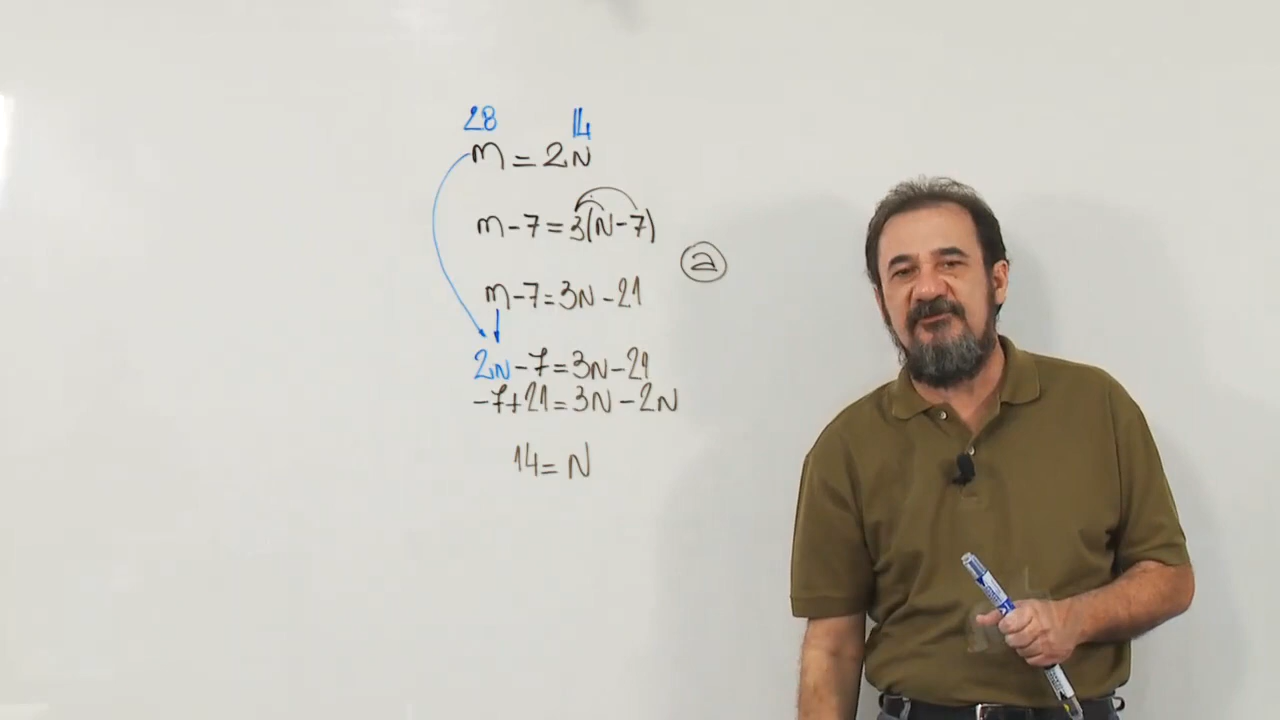 28 14
m = 2N
m - 7 = 3(N - 7)
a
m - 7 = 3N - 21
2N - 7 = 3N - 21
-7 + 21 = 3N - 2N
14 = N